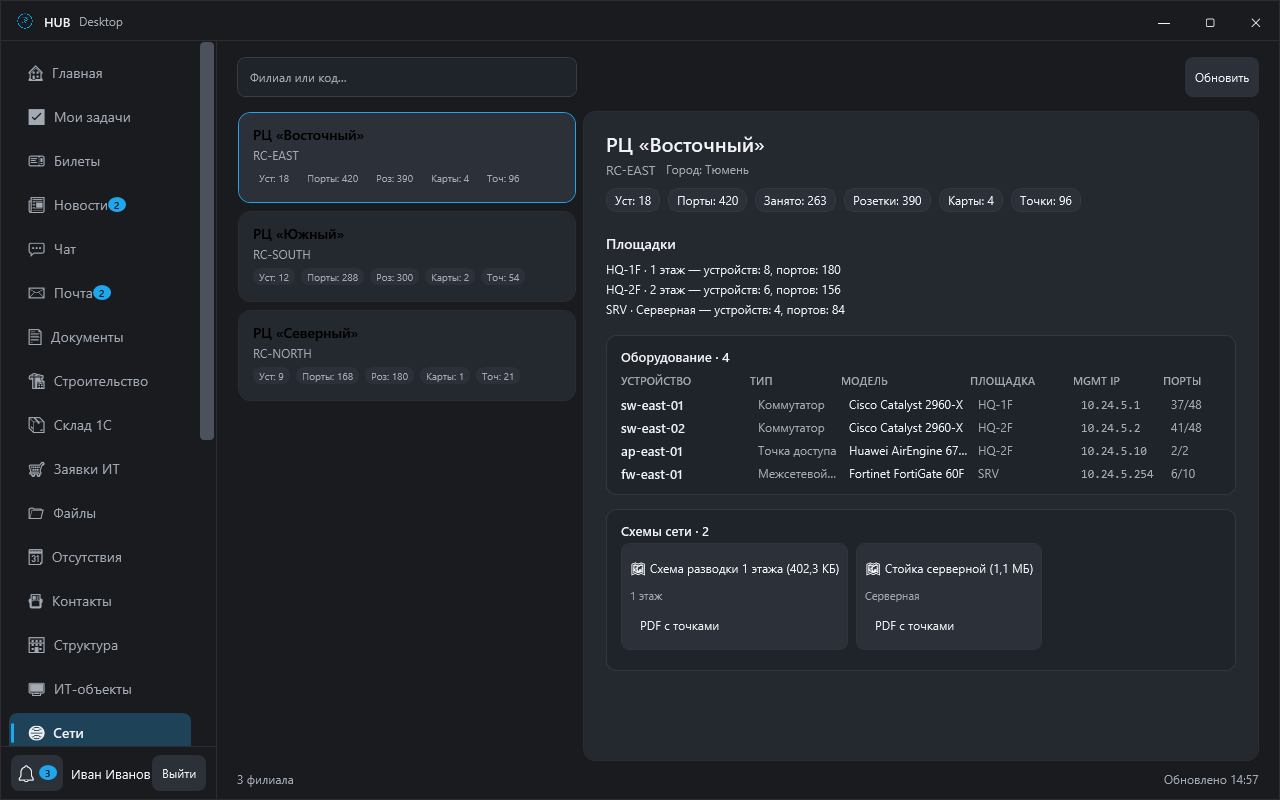 HUB Desktop
Главная
Мои задачи
Билеты
Новости 2
Чат
Почта 2
Документы
Строительство
Склад 1С
Заявки ИТ
Файлы
31 Отсутствия
Контакты
Структура
ИТ-объекты
Сети
3 Иван Иванов Выйти
Филиал или код...
Обновить
РЦ «Восточный»
RC-EAST
Уст: 18 Порты: 420 Роз: 390 Карты: 4 Точ: 96
РЦ «Южный»
RC-SOUTH
Уст: 12 Порты: 288 Роз: 300 Карты: 2 Точ: 54
РЦ «Северный»
RC-NORTH
Уст: 9 Порты: 168 Роз: 180 Карты: 1 Точ: 21
РЦ «Восточный»
RC-EAST Город: Тюмень
Уст: 18 Порты: 420 Занято: 263 Розетки: 390 Карты: 4 Точки: 96
Площадки
HQ-1F · 1 этаж — устройств: 8, портов: 180
HQ-2F · 2 этаж — устройств: 6, портов: 156
SRV · Серверная — устройств: 4, портов: 84
Оборудование · 4
УСТРОЙСТВО ТИП МОДЕЛЬ ПЛОЩАДКА MGMT IP ПОРТЫ
sw-east-01 Коммутатор Cisco Catalyst 2960-X HQ-1F 10.24.5.1 37/48
sw-east-02 Коммутатор Cisco Catalyst 2960-X HQ-2F 10.24.5.2 41/48
ap-east-01 Точка доступа Huawei AirEngine 67... HQ-2F 10.24.5.10 2/2
fw-east-01 Межсетевой... Fortinet FortiGate 60F SRV 10.24.5.254 6/10
Схемы сети · 2
Схема разводки 1 этажа (402,3 КБ)
1 этаж
PDF с точками
Стойка серверной (1,1 МБ)
Серверная
PDF с точками
3 филиала
Обновлено 14:57